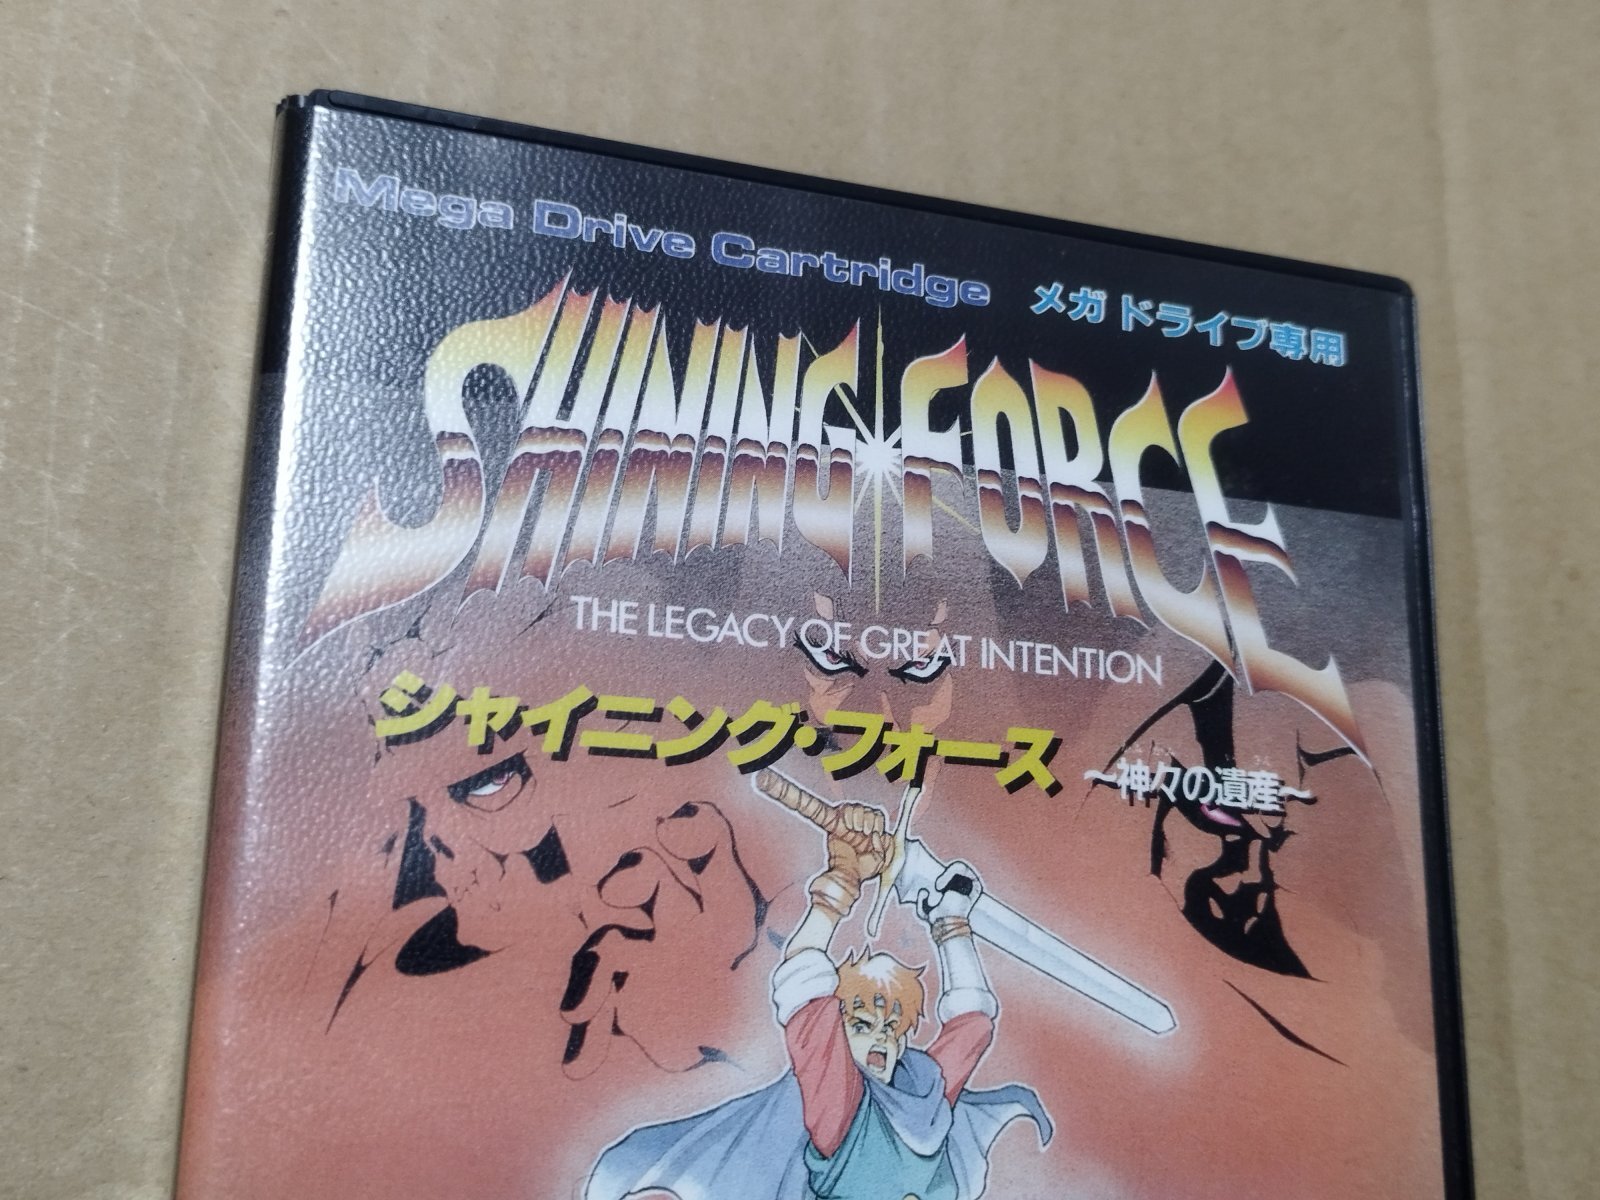 Mega Drive Cartridge メガドライブ専用
SHINING FORCE
THE LEGACY OF GREAT INTENTION
シャイニング・フォース
～神々の遺産～